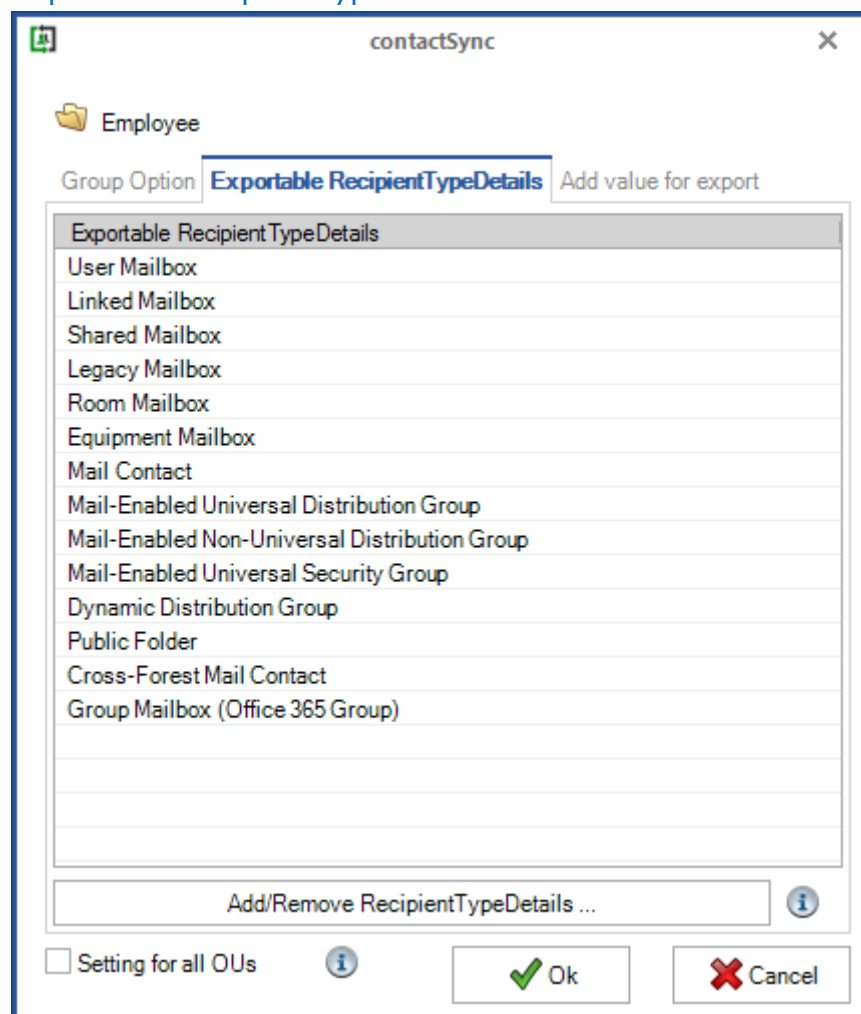 contactSync
Employee
Group Option Exportable RecipientTypeDetails Add value for export
Exportable RecipientTypeDetails
User Mailbox
Linked Mailbox
Shared Mailbox
Legacy Mailbox
Room Mailbox
Equipment Mailbox
Mail Contact
Mail-Enabled Universal Distribution Group
Mail-Enabled Non-Universal Distribution Group
Mail-Enabled Universal Security Group
Dynamic Distribution Group
Public Folder
Cross-Forest Mail Contact
Group Mailbox (Office 365 Group)
Add/Remove RecipientTypeDetails ...
Setting for all OUs Ok Cancel